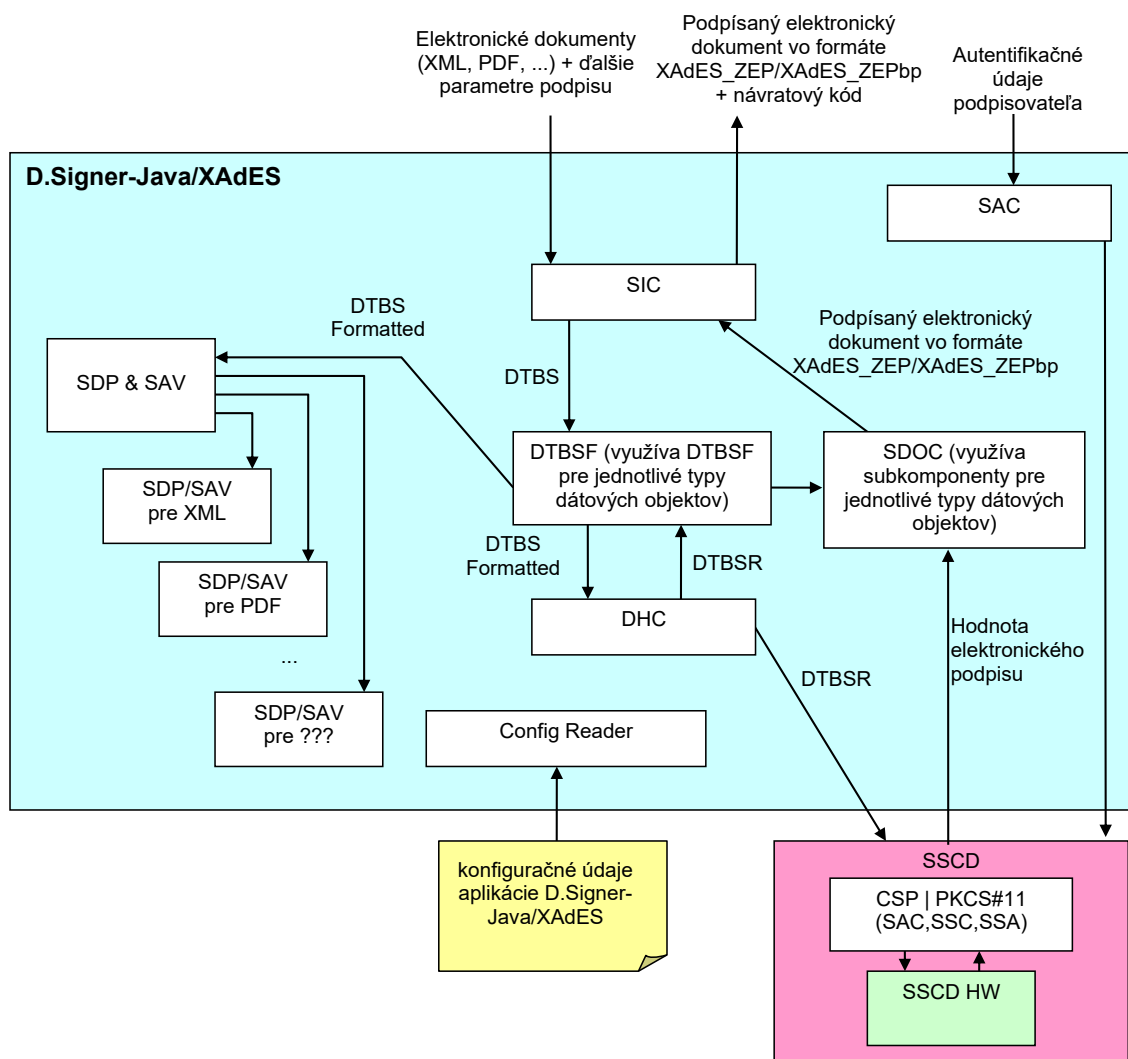 Elektronické dokumenty
(XML, PDF, ...) + ďalšie
parametre podpisu
Podpísaný elektronický
dokument vo formáte
XAdES_ZEP/XAdES_ZEPbp
+ návratový kód
Autentifikačné
údaje
podpisovateľa
D.Signer-Java/XAdES
SAC
SIC
DTBS
Formatted
DTBS
Podpísaný elektronický
dokument vo formáte
XAdES_ZEP/XAdES_ZEPbp
SDP & SAV
DTBSF (využíva DTBSF
pre jednotlivé typy
dátových objektov)
SDOC (využíva
subkomponenty pre
jednotlivé typy dátových
objektov)
SDP/SAV
pre XML
DTBS
Formatted
DTBSR
SDP/SAV
pre PDF
DHC
Hodnota
elektronického
podpisu
...
DTBSR
SDP/SAV
pre ???
Config Reader
konfiguračné údaje
aplikácie D.Signer-
Java/XAdES
SSCD
CSP | PKCS#11
(SAC,SSC,SSA)
SSCD HW